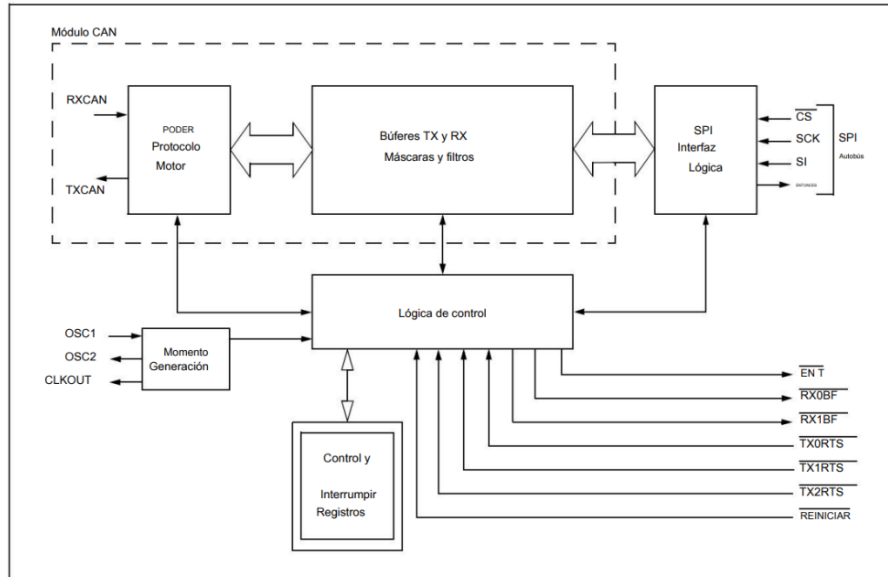 Módulo CAN
RXCAN
TXCAN
PODER
Protocolo
Motor
Búferes TX y RX
Máscaras y filtros
SPI
Interfaz
Lógica
CS
SCK
SI
ENTONCES
SPI
Autobús
Lógica de control
OSC1
OSC2
CLKOUT
Momento
Generación
Control y
Interrumpir
Registros
EN T
RX0BF
RX1BF
TX0RTS
TX1RTS
TX2RTS
REINICIAR